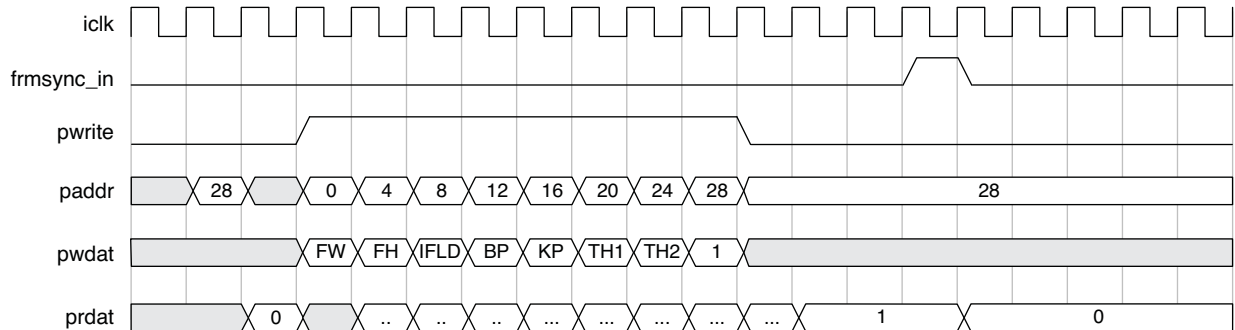 iclk
frmsync_in
pwrite
paddr 28 0 4 8 12 16 20 24 28 28
pwdat FW FH IFLD BP KP TH1 TH2 1
prdat 0 .. .. .. ... ... ... ... ... 1 0